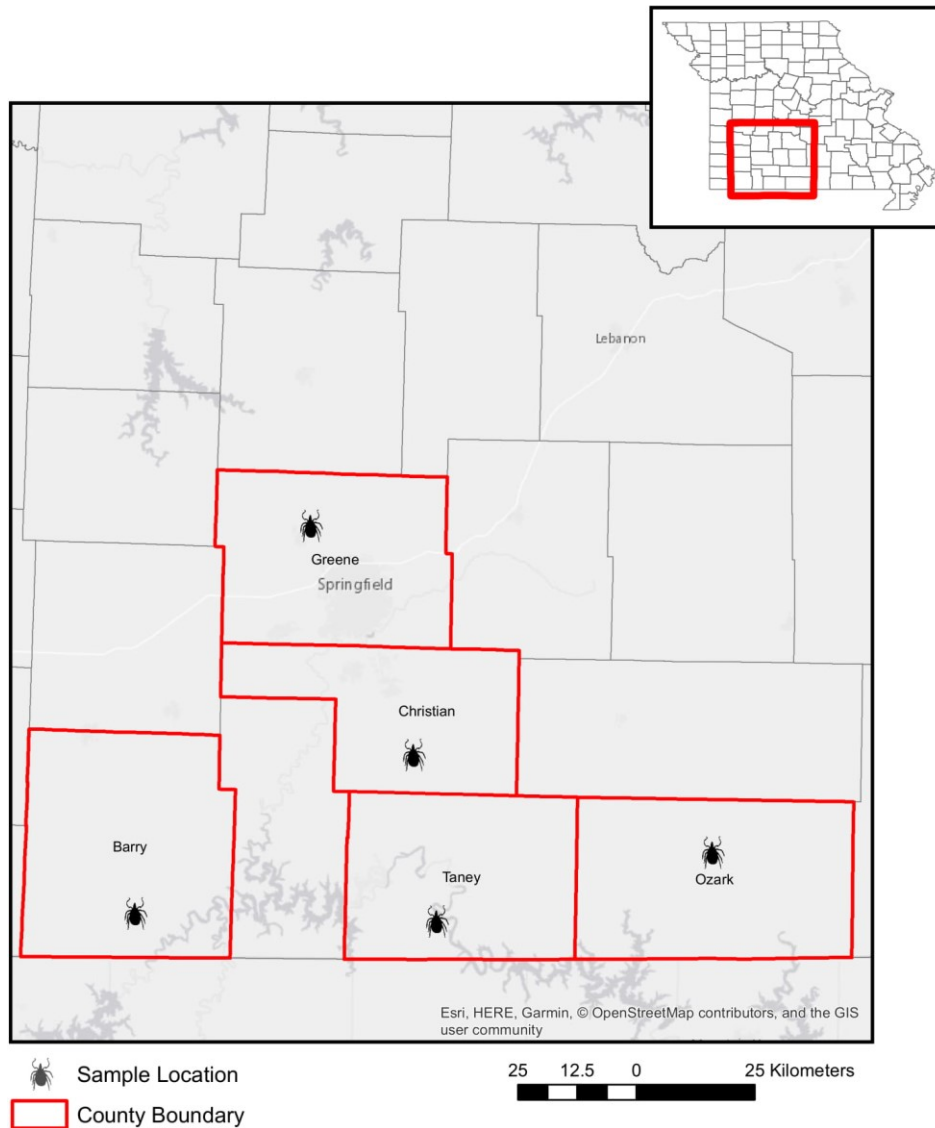 Lebanon
Greene
Springfield
Christian
Barry
Taney
Ozark
Esri, HERE, Garmin, © OpenStreetMap contributors, and the GIS
user community
Sample Location
County Boundary
25 12.5 0 25 Kilometers